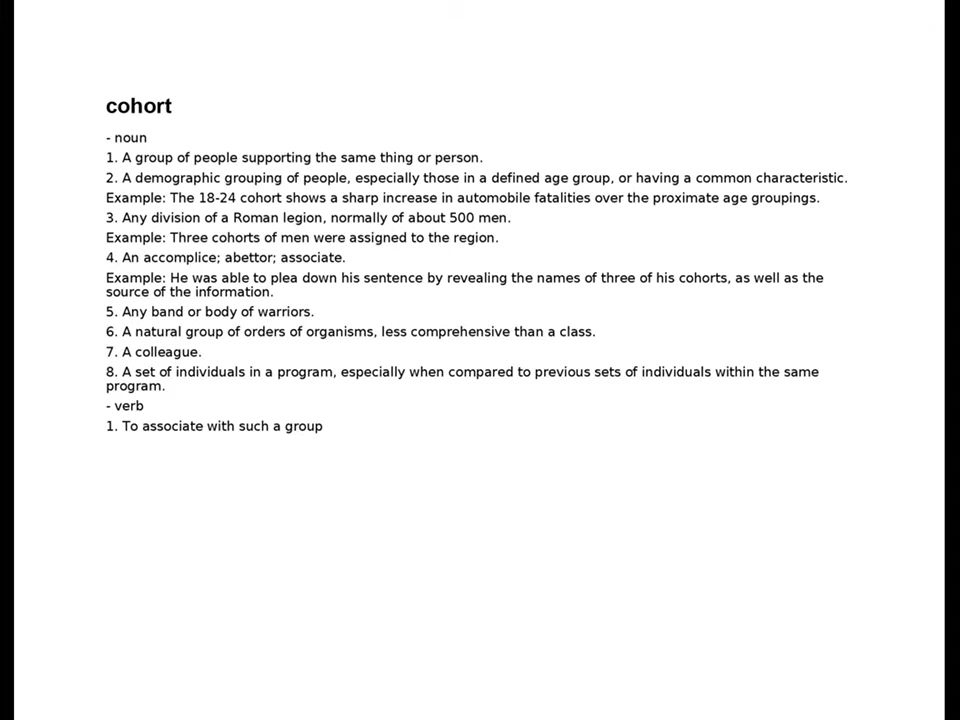 cohort
- noun
1. A group of people supporting the same thing or person.
2. A demographic grouping of people, especially those in a defined age group, or having a common characteristic.
Example: The 18-24 cohort shows a sharp increase in automobile fatalities over the proximate age groupings.
3. Any division of a Roman legion, normally of about 500 men.
Example: Three cohorts of men were assigned to the region.
4. An accomplice; abettor; associate.
Example: He was able to plea down his sentence by revealing the names of three of his cohorts, as well as the
source of the information.
5. Any band or body of warriors.
6. A natural group of orders of organisms, less comprehensive than a class.
7. A colleague.
8. A set of individuals in a program, especially when compared to previous sets of individuals within the same
program.
- verb
1. To associate with such a group